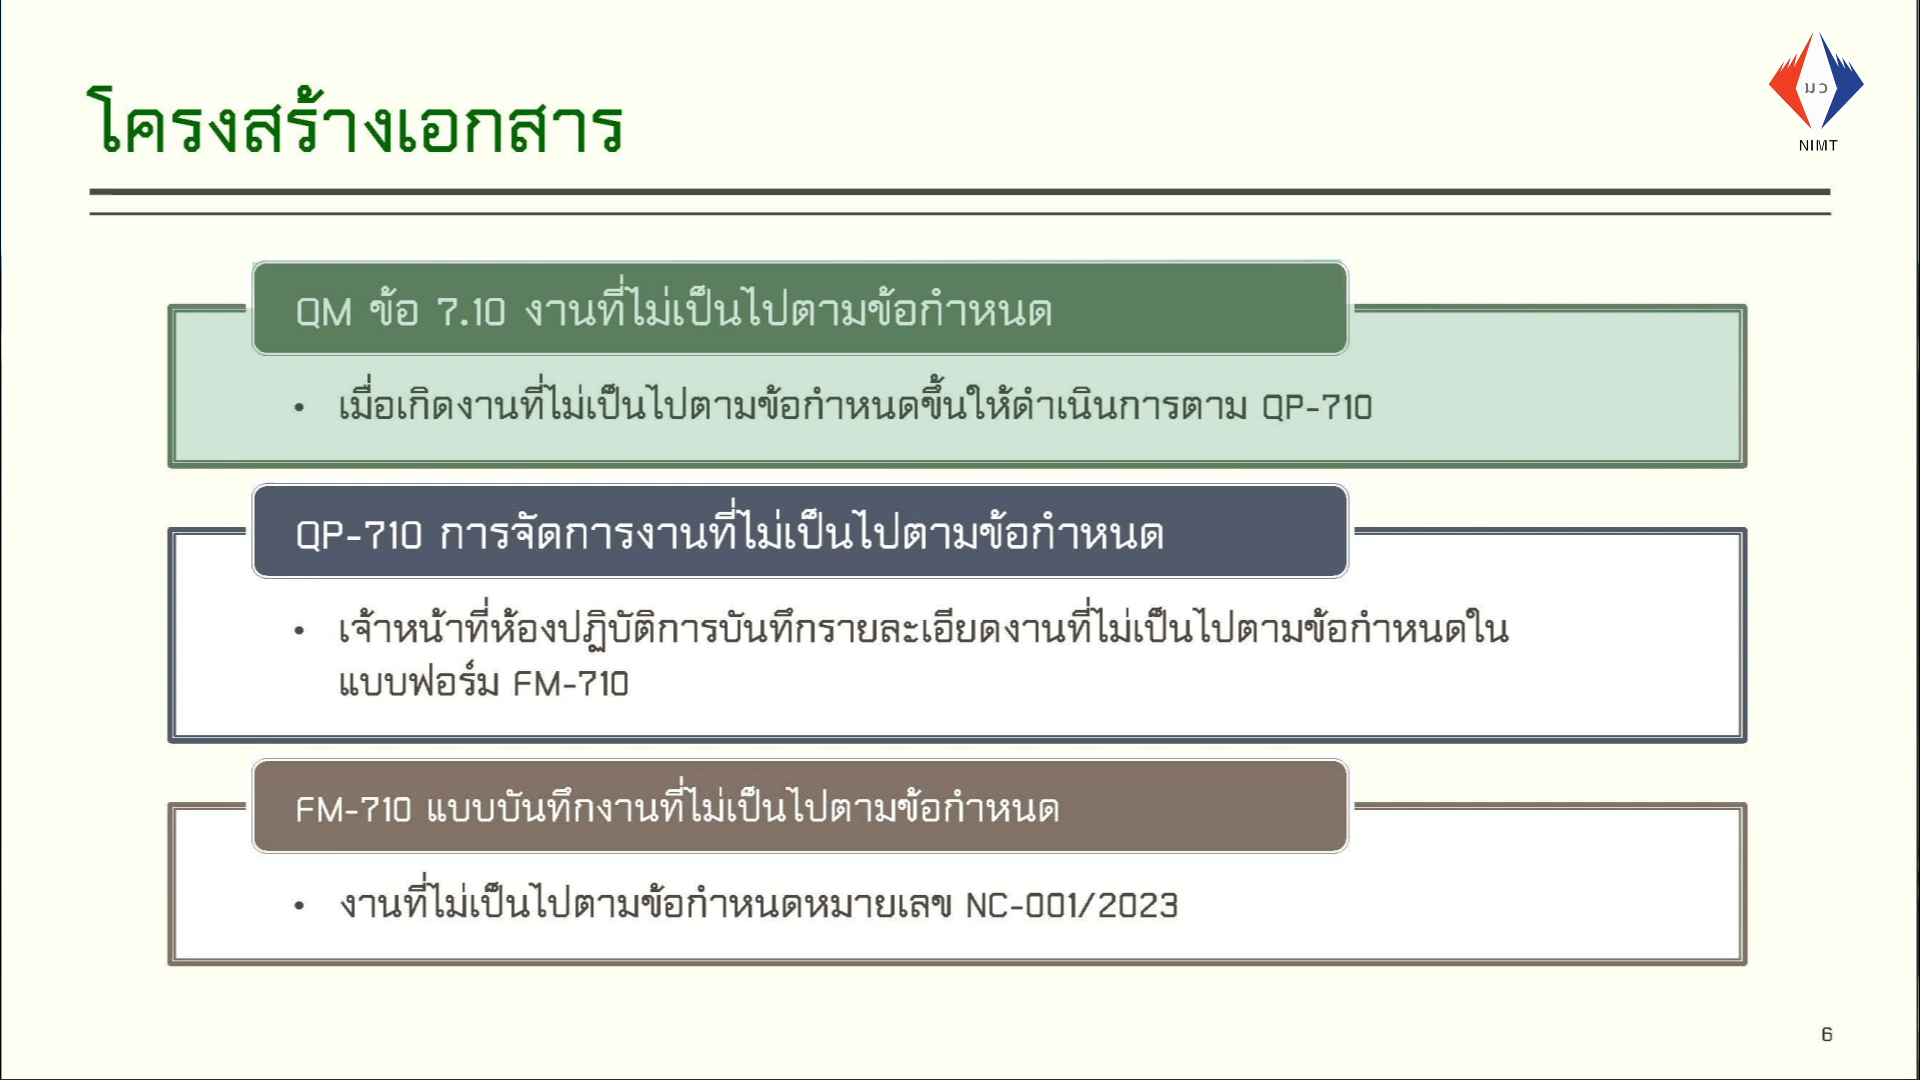 โครงสร้างเอกสาร
มว
NIMT
QM ข้อ 7.10 งานที่ไม่เป็นไปตามข้อกำหนด
• เมื่อเกิดงานที่ไม่เป็นไปตามข้อกำหนดขึ้นให้ดำเนินการตาม QP-710
QP-710 การจัดการงานที่ไม่เป็นไปตามข้อกำหนด
• เจ้าหน้าที่ห้องปฏิบัติการบันทึกรายละเอียดงานที่ไม่เป็นไปตามข้อกำหนดใน
แบบฟอร์ม FM-710
FM-710 แบบบันทึกงานที่ไม่เป็นไปตามข้อกำหนด
• งานที่ไม่เป็นไปตามข้อกำหนดหมายเลข NC-001/2023
6